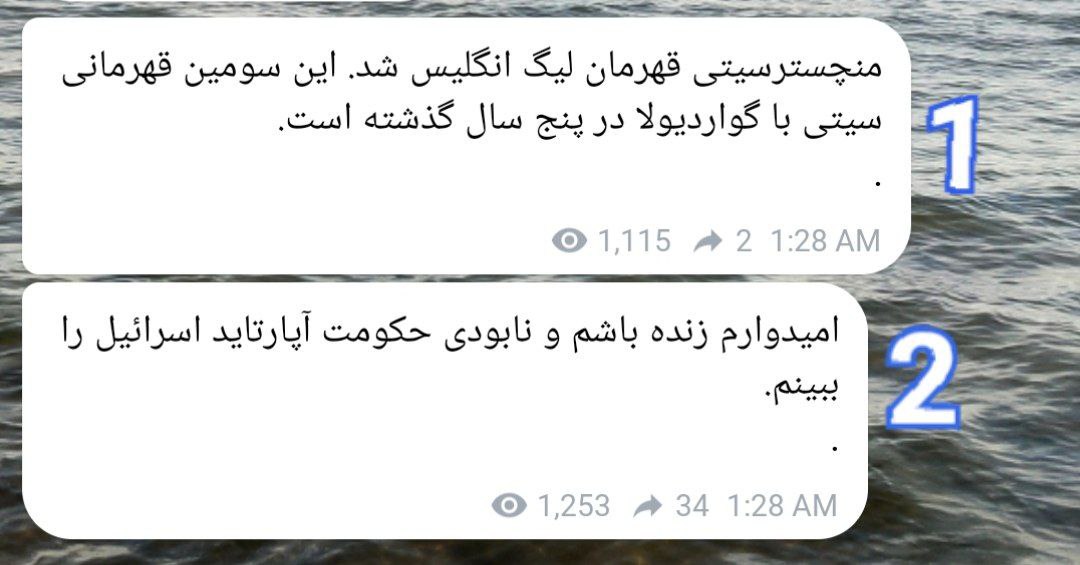 منچسترسیتی قهرمان لیگ انگلیس شد. این سومین قهرمانی
سیتی با گواردیولا در پنج سال گذشته است.
.
1,115 2 1:28 AM
1
امیدوارم زنده باشم و نابودی حکومت آپارتاید اسرائیل را
ببینم.
.
1,253 34 1:28 AM
2